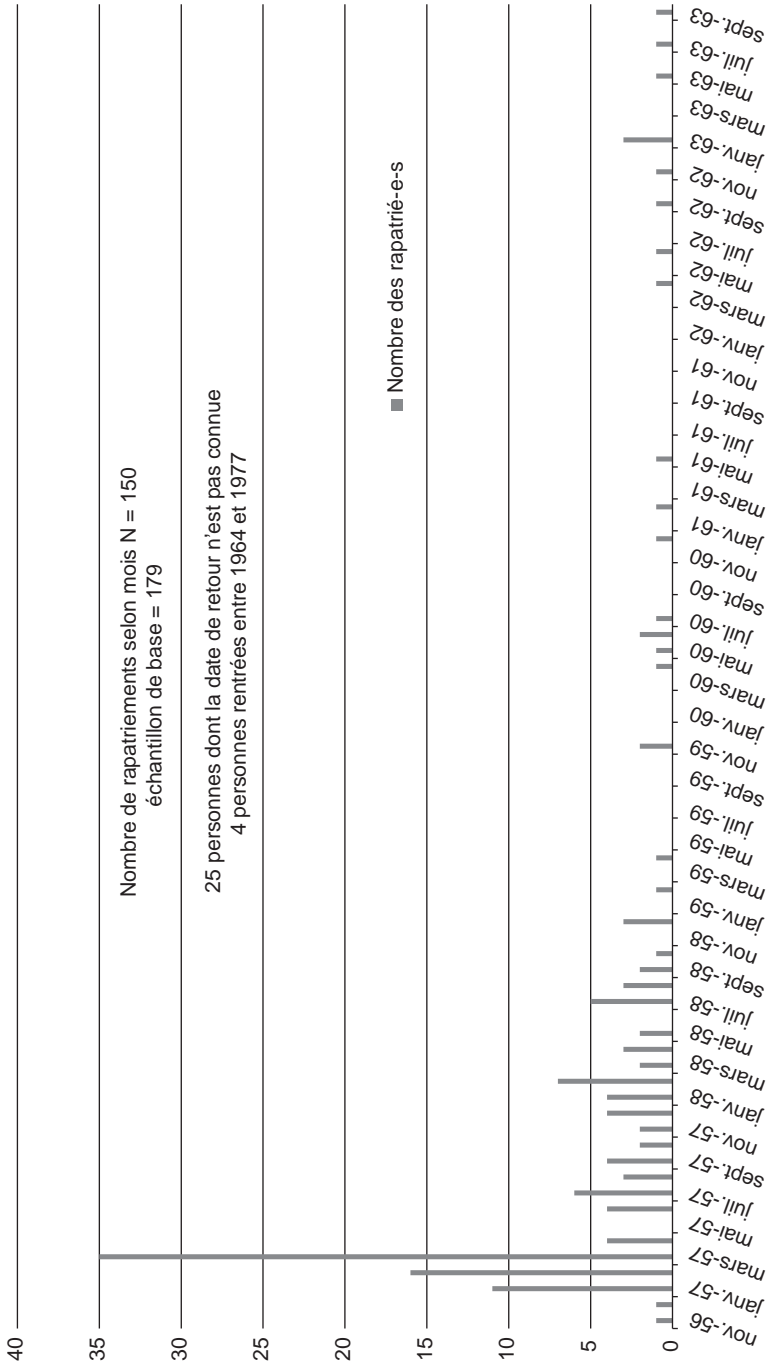 40
35
30
25
20
15
10
5
0
Nombre de rapatriements selon mois N = 150
échantillon de base = 179
25 personnes dont la date de retour n'est pas connue
4 personnes rentrées entre 1964 et 1977
Nombre des rapatrié-e-s
nov.-56
janv.-57
mars-57
mai-57
juil.-57
sept.-57
nov.-57
janv.-58
mars-58
mai-58
juil.-58
sept.-58
nov.-58
janv.-59
mars-59
mai-59
juil.-59
sept.-59
nov.-59
janv.-60
mars-60
mai-60
juil.-60
sept.-60
nov.-60
janv.-61
mars-61
mai-61
juil.-61
sept.-61
nov.-61
janv.-62
mars-62
mai-62
juil.-62
sept.-62
nov.-62
janv.-63
mars-63
mai-63
juil.-63
sept.-63